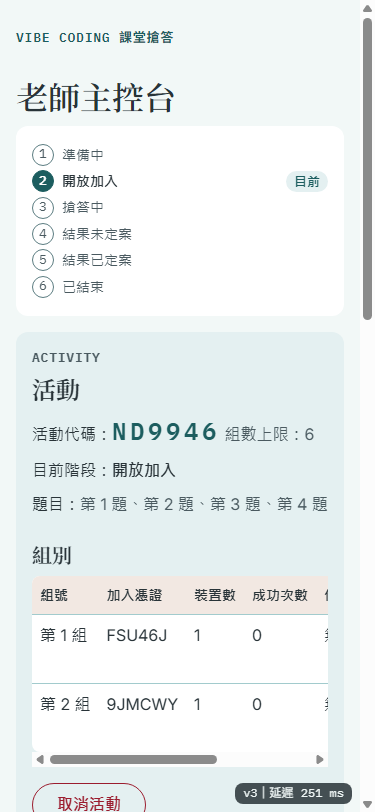 VIBE CODING 課堂搶答
老師主控台
1 準備中
2 開放加入 目前
3 搶答中
4 結果未定案
5 結果已定案
6 已結束
ACTIVITY
活動
活動代碼：ND9946 組數上限：6
目前階段：開放加入
題目：第 1 題、第 2 題、第 3 題、第 4 題
組別
組號 加入憑證 裝置數 成功次數
第 1 組 FSU46J 1 0
第 2 組 9JMCWY 1 0
取消活動
v3｜延遲 251 ms